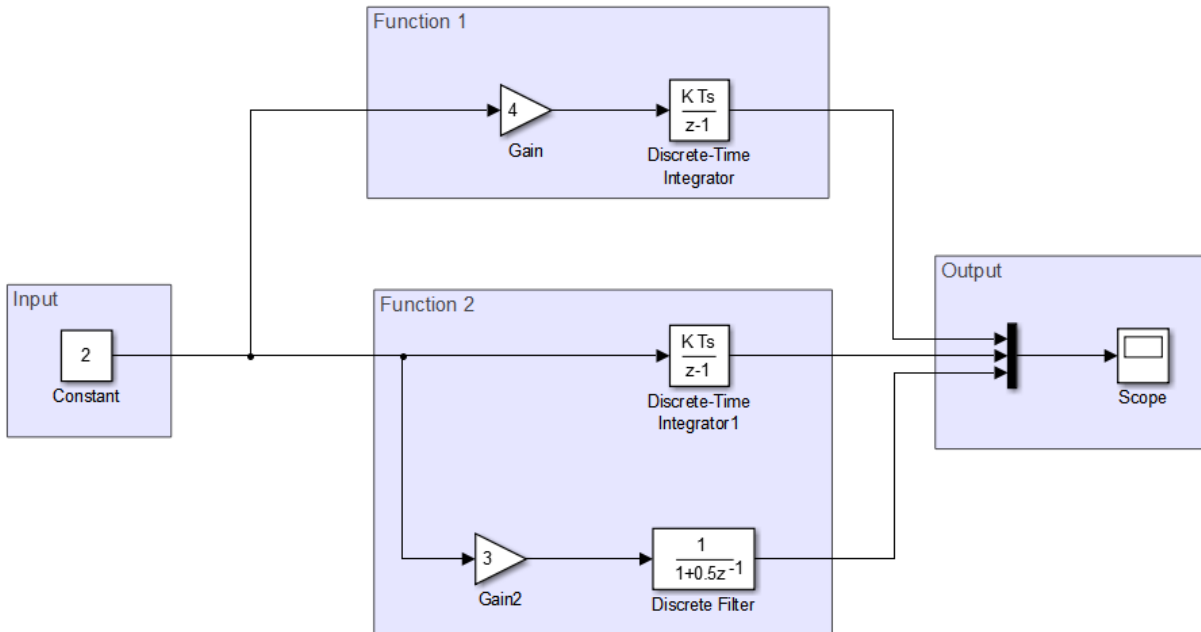 Function 1
4
Gain
K Ts
z-1
Discrete-Time
Integrator
Input
2
Constant
Function 2
K Ts
z-1
Discrete-Time
Integrator1
3
Gain2
1
1+0.5z-1
Discrete Filter
Output
Scope